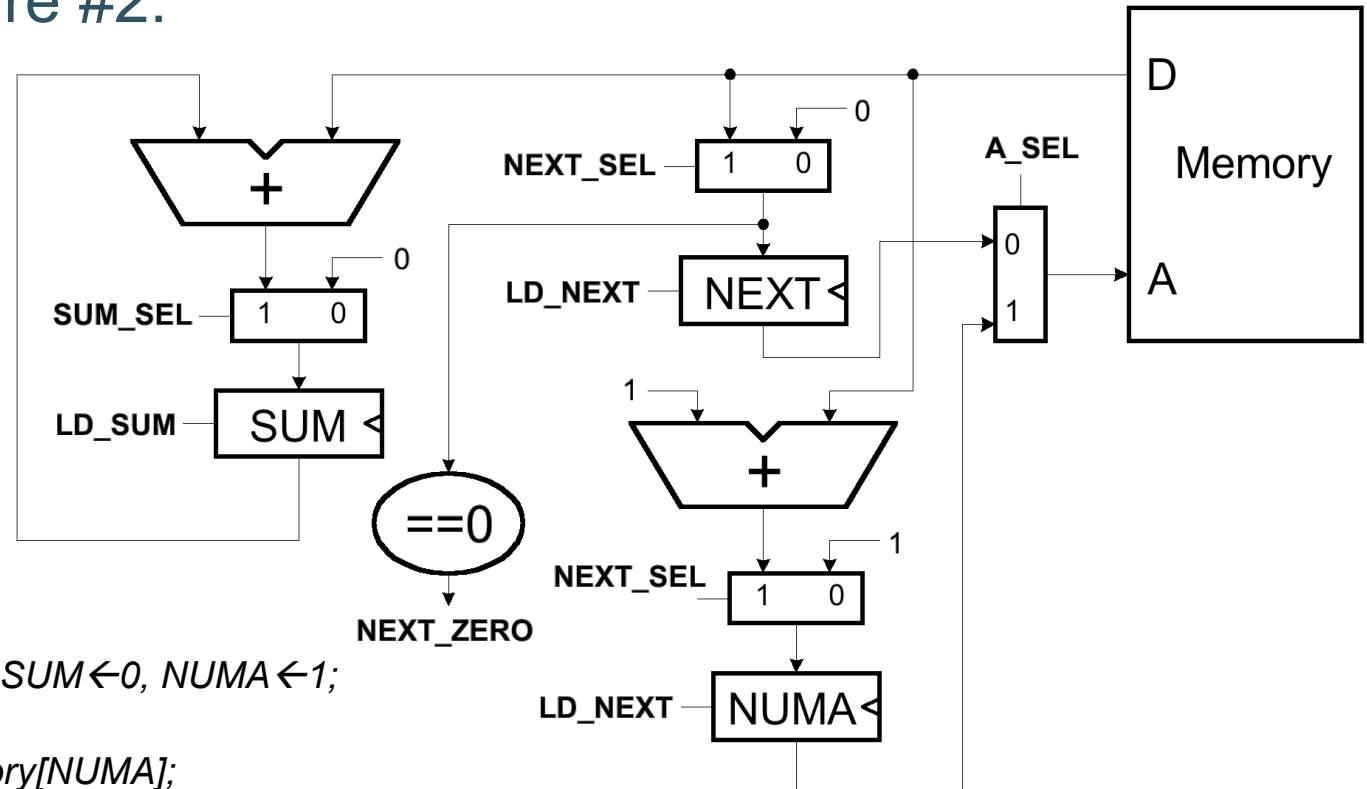 re #2:
D
0
A_SEL
NEXT_SEL
1 0
Memory
+
0
0
SUM_SEL
1 0
LD_NEXT
NEXT
A
1
1
LD_SUM
SUM
+
==0
1
NEXT_SEL
1 0
NEXT_ZERO
SUM←0, NUMA←1;
LD_NEXT
NUMA
ory[NUMA];